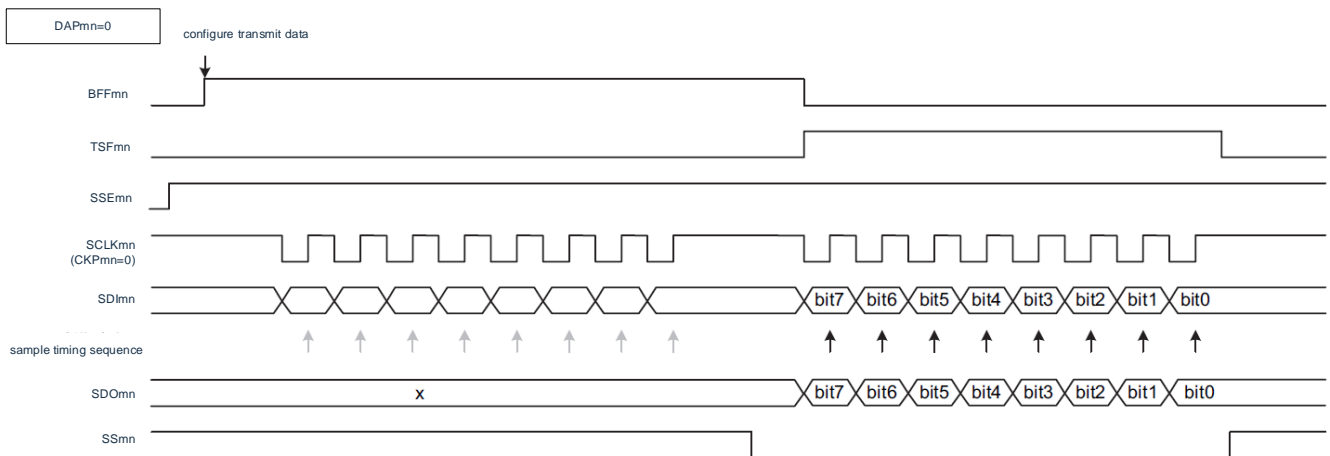 DAPmn=0
configure transmit data
BFFmn
TSFmn
SSEmn
SCLKmn
(CKPmn=0)
SDImn
bit7 bit6 bit5 bit4 bit3 bit2 bit1 bit0
sample timing sequence
SDOmn
x
bit7 bit6 bit5 bit4 bit3 bit2 bit1 bit0
SSmn